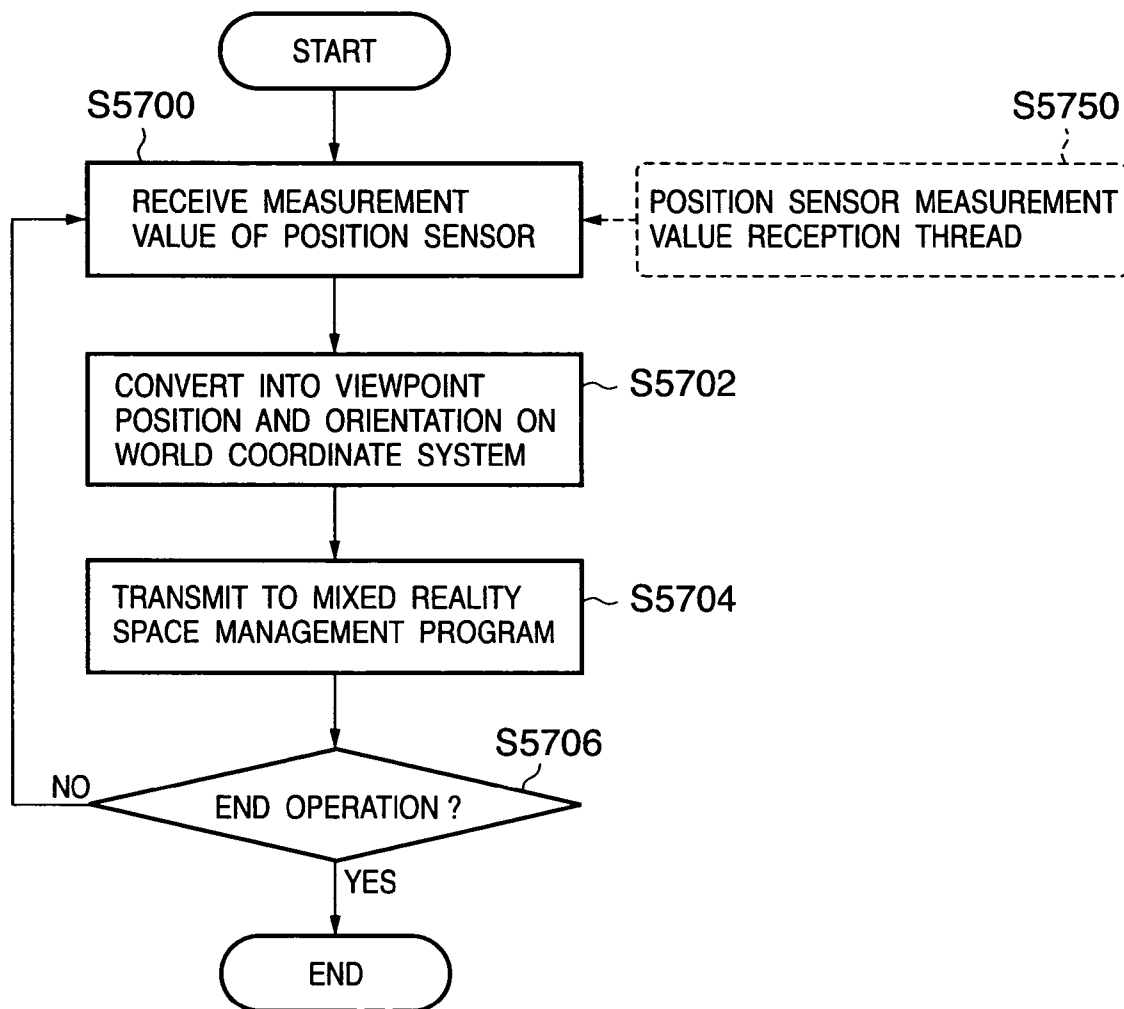 START
S5700
S5750
RECEIVE MEASUREMENT
VALUE OF POSITION SENSOR
POSITION SENSOR MEASUREMENT
VALUE RECEPTION THREAD
CONVERT INTO VIEWPOINT
POSITION AND ORIENTATION ON
WORLD COORDINATE SYSTEM
S5702
TRANSMIT TO MIXED REALITY
SPACE MANAGEMENT PROGRAM
S5704
S5706
NO
END OPERATION ?
YES
END